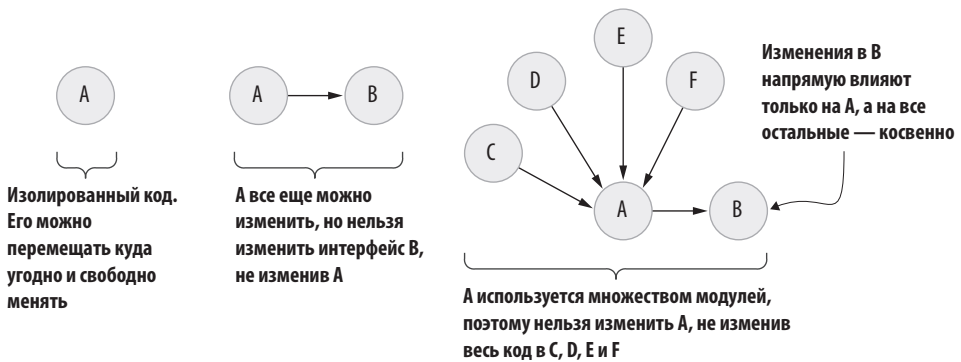 A
Изолированный код.
Его можно
перемещать куда
угодно и свободно
менять
A
B
А все еще можно
изменить, но нельзя
изменить интерфейс B,
не изменив А
E
D
F
C
A
B
Изменения в B
напрямую влияют
только на А, а на все
остальные — косвенно
А используется множеством модулей,
поэтому нельзя изменить А, не изменив
весь код в C, D, E и F